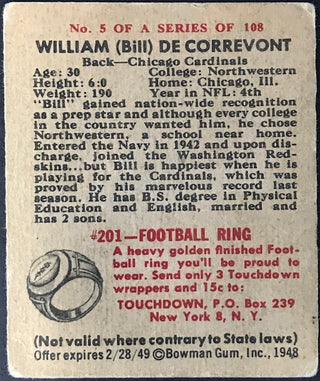 No. 5 OF A SERIES OF 108
WILLIAM (Bill) DE CORREVONT
Back—Chicago Cardinals
Age: 30 College: Northwestern
Height: 6:0 Home: Chicago, Ill.
Weight: 190 Year in NFL: 4th
"Bill" gained nation-wide recognition
as a prep star and although every college
in the country wanted him, he chose
Northwestern, a school near home.
Entered the Navy in 1942 and upon dis-
charge, joined the Washington Red-
skins...but Bill is happiest when he is
playing for the Cardinals, which was
proved by his marvelous record last
season. He has B.S. degree in Physical
Education and English, married and
has 2 sons.
#201—FOOTBALL RING
A heavy golden finished Foot-
ball ring you'll be proud to
wear. Send only 3 Touchdown
wrappers and 15c to:
TOUCHDOWN, P.O. Box 239
New York 8, N. Y.
(Not valid where contrary to State laws)
Offer expires 2/28/49 ©Bowman Gum, Inc., 1948